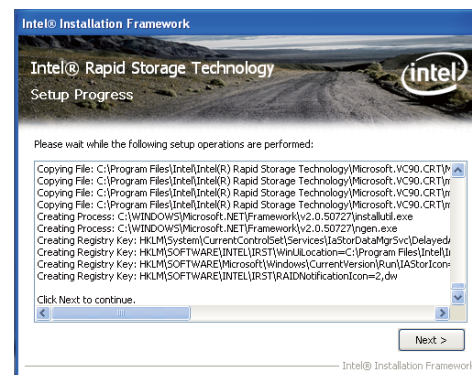 Intel® Installation Framework
Intel® Rapid Storage Technology
Setup Progress
intel
Please wait while the following setup operations are performed:
Copying File: C:\Program Files\Intel\Intel(R) Rapid Storage Technology\Microsoft.VC90.CRT\M
Copying File: C:\Program Files\Intel\Intel(R) Rapid Storage Technology\Microsoft.VC90.CRT\m
Copying File: C:\Program Files\Intel\Intel(R) Rapid Storage Technology\Microsoft.VC90.CRT\m
Copying File: C:\Program Files\Intel\Intel(R) Rapid Storage Technology\Microsoft.VC90.CRT\m
Creating Process: C:\WINDOWS\Microsoft.NET\Framework\v2.0.50727\installutil.exe
Creating Process: C:\WINDOWS\Microsoft.NET\Framework\v2.0.50727\ngen.exe
Creating Registry Key: HKLM\System\CurrentControlSet\Services\IaStorDataMgrSvc\DelayedA
Creating Registry Key: HKLM\SOFTWARE\INTEL\IRST\WinUiLocation=C:\Program Files\Intel\I
Creating Registry Key: HKLM\SOFTWARE\Microsoft\Windows\CurrentVersion\Run\IAStorIcon=
Creating Registry Key: HKLM\SOFTWARE\INTEL\IRST\RAIDNotificationIcon=2,dw
Click Next to continue.
Next >
Intel® Installation Framework